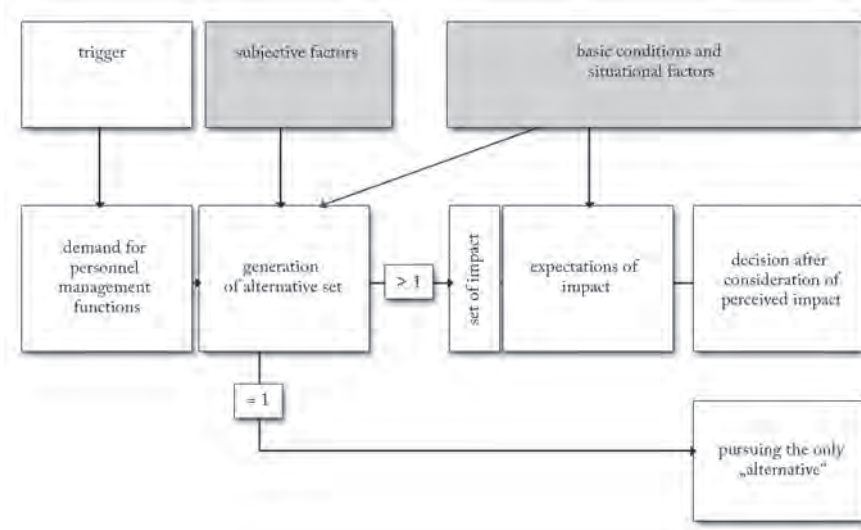 trigger
subjective factors
basic conditions and
situational factors
demand for
personnel
management
functions
generation
of alternative set
> 1
set of impact
expectations of
impact
decision after
consideration of
perceived impact
= 1
pursuing the only
„alternative“